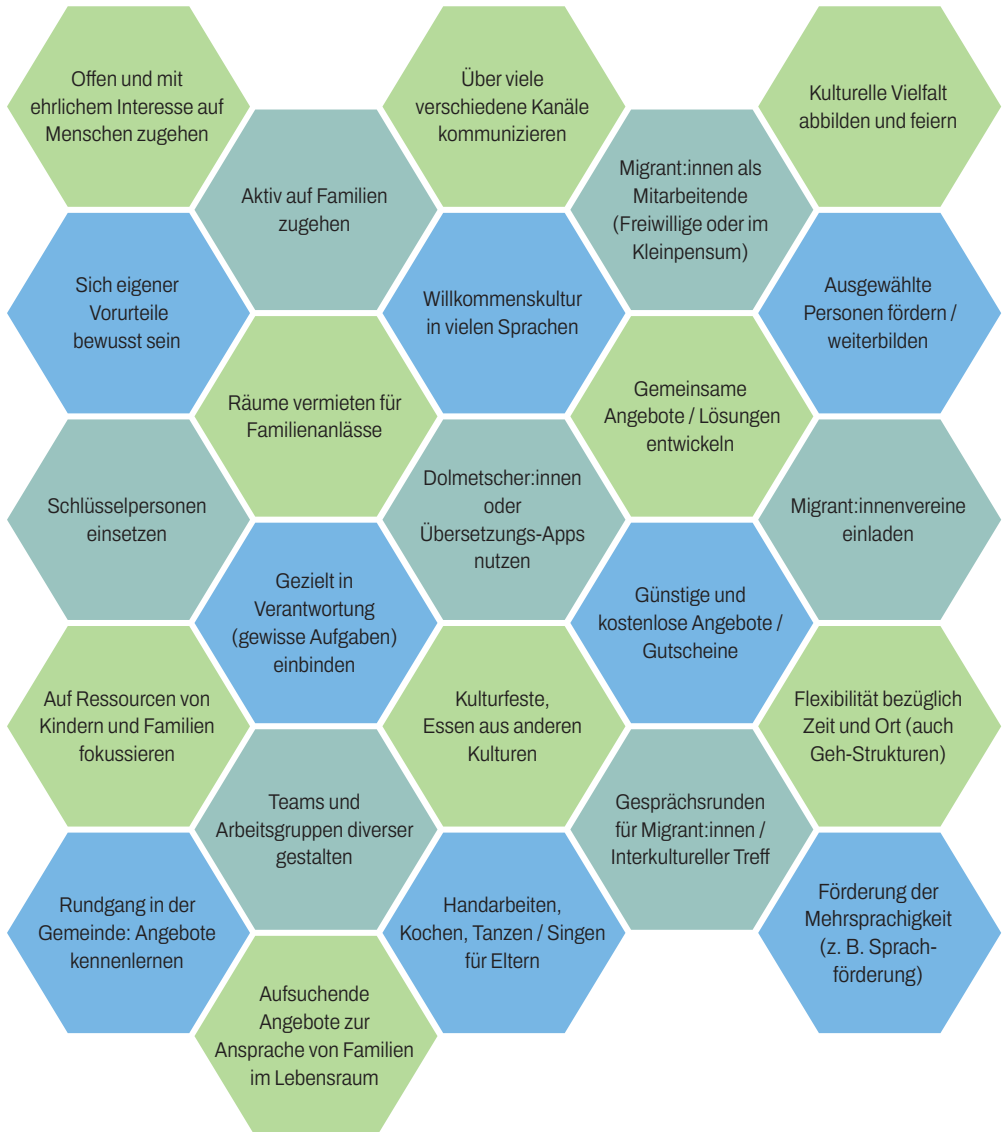 Offen und mit
ehrlichem Interesse auf
Menschen zugehen
Über viele
verschiedene Kanäle
kommunizieren
Kulturelle Vielfalt
abbilden und feiern
Aktiv auf Familien
zugehen
Migrant:innen als
Mitarbeitende
(Freiwillige oder im
Kleinpensum)
Sich eigener
Vorurteile
bewusst sein
Willkommenskultur
in vielen Sprachen
Ausgewählte
Personen fördern /
weiterbilden
Räume vermieten für
Familienanlässe
Gemeinsame
Angebote / Lösungen
entwickeln
Schlüsselpersonen
einsetzen
Dolmetscher:innen
oder
Übersetzungs-Apps
nutzen
Migrant:innenvereine
einladen
Gezielt in
Verantwortung
(gewisse Aufgaben)
einbinden
Günstige und
kostenlose Angebote /
Gutscheine
Auf Ressourcen von
Kindern und Familien
fokussieren
Kulturfeste,
Essen aus anderen
Kulturen
Flexibilität bezüglich
Zeit und Ort (auch
Geh-Strukturen)
Teams und
Arbeitsgruppen diverser
gestalten
Gesprächsrunden
für Migrant:innen /
Interkultureller Treff
Rundgang in der
Gemeinde: Angebote
kennenlernen
Handarbeiten,
Kochen, Tanzen / Singen
für Eltern
Förderung der
Mehrsprachigkeit
(z. B. Sprach-
förderung)
Aufsuchende
Angebote zur
Ansprache von Familien
im Lebensraum